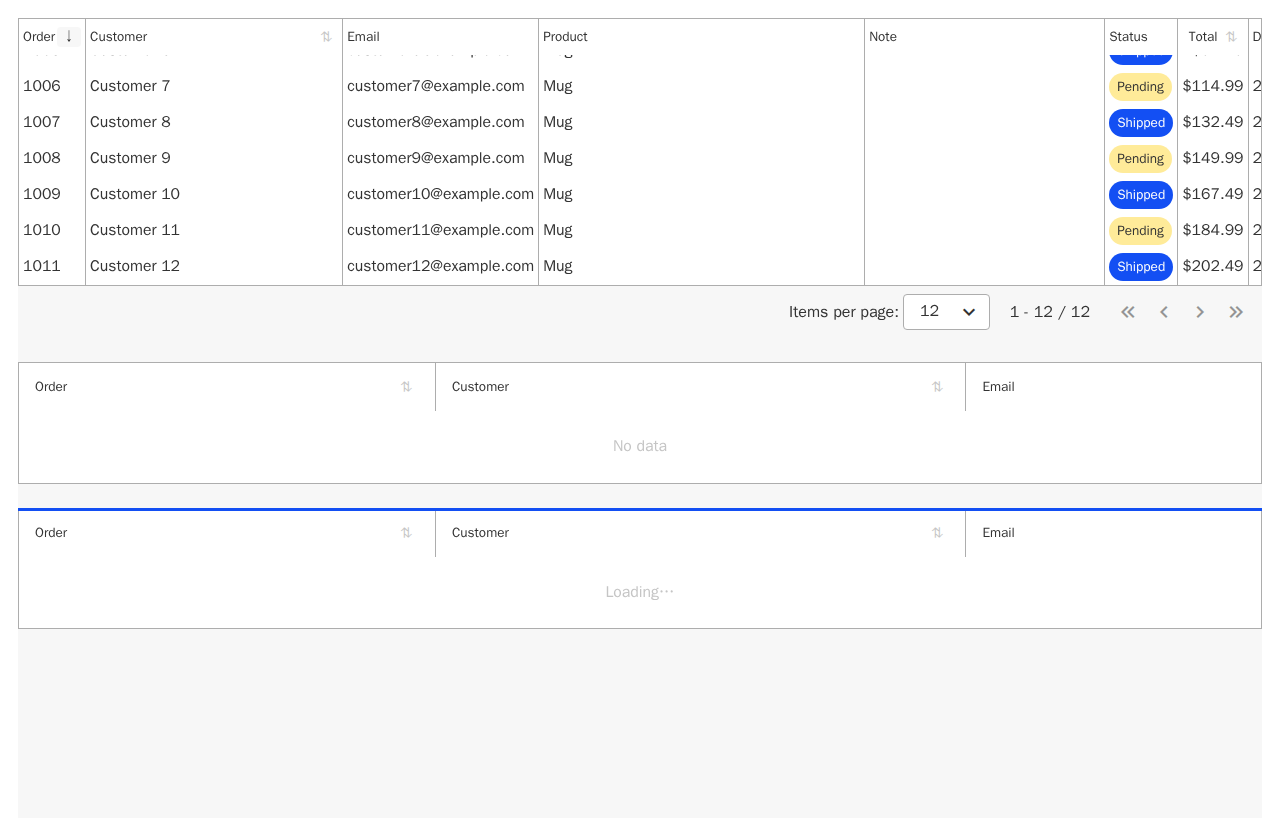 Order ↓ Customer ⇅ Email Product Note Status Total ⇅
1006 Customer 7 customer7@example.com Mug Pending $114.99
1007 Customer 8 customer8@example.com Mug Shipped $132.49
1008 Customer 9 customer9@example.com Mug Pending $149.99
1009 Customer 10 customer10@example.com Mug Shipped $167.49
1010 Customer 11 customer11@example.com Mug Pending $184.99
1011 Customer 12 customer12@example.com Mug Shipped $202.49
Items per page: 12 1 - 12 / 12
Order ⇅ Customer ⇅ Email
No data
Order ⇅ Customer ⇅ Email
Loading…